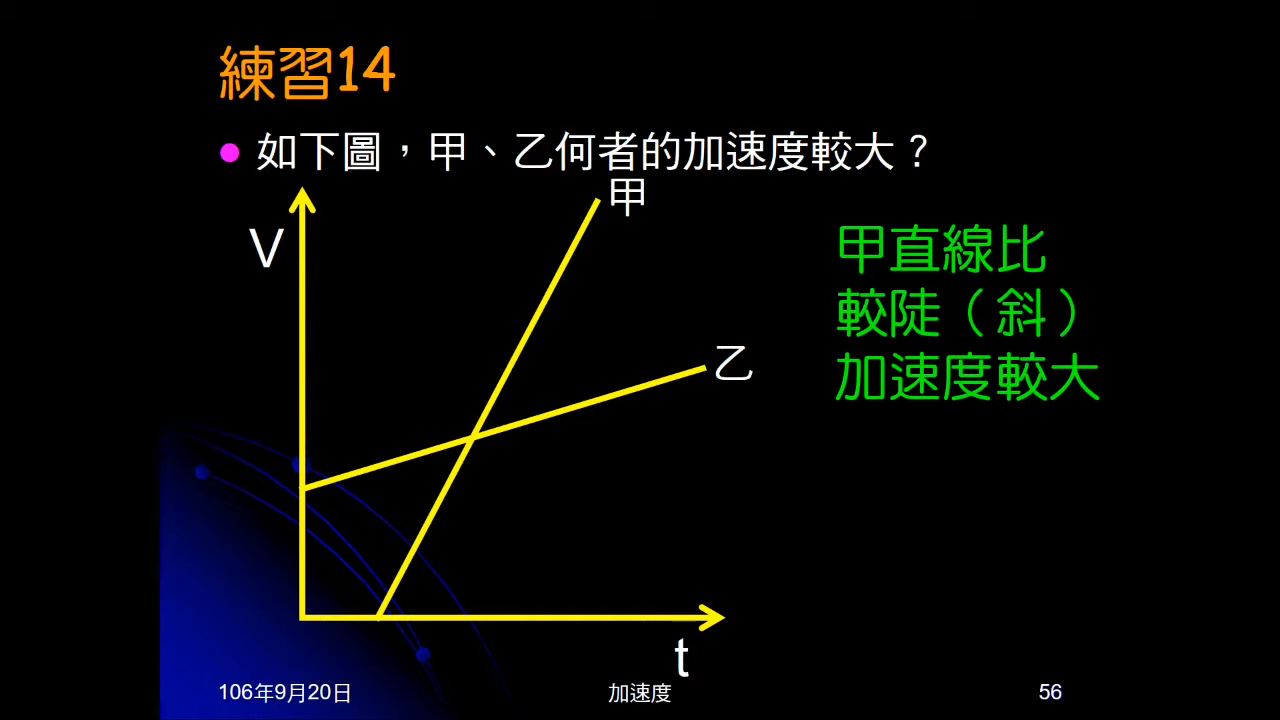 練習14
如下圖，甲、乙何者的加速度較大？
甲
V
甲直線比
較陡（斜）
加速度較大
乙
t
106年9月20日
加速度
56